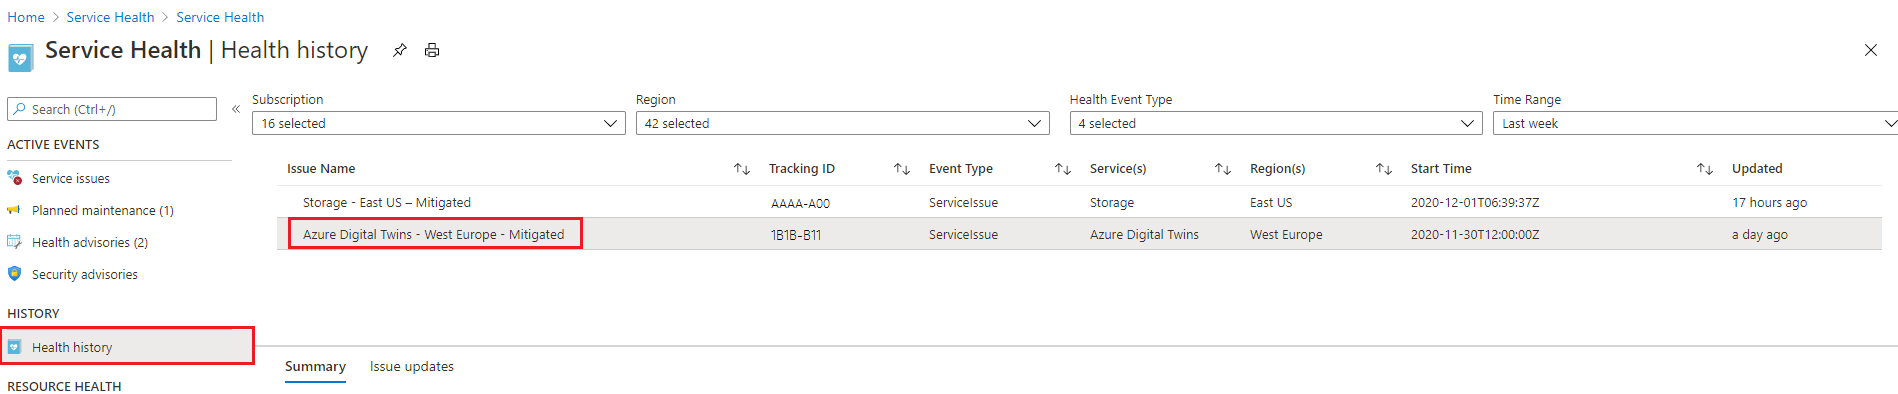 Home > Service Health > Service Health
Service Health | Health history
Search (Ctrl+/)
«
ACTIVE EVENTS
Service issues
Planned maintenance (1)
Health advisories (2)
Security advisories
HISTORY
Health history
RESOURCE HEALTH
Subscription Region Health Event Type Time Range
16 selected 42 selected 4 selected Last week
Issue Name Tracking ID Event Type Service(s) Region(s) Start Time Updated
Storage - East US – Mitigated AAAA-A00 ServiceIssue Storage East US 2020-12-01T06:39:37Z 17 hours ago
Azure Digital Twins - West Europe - Mitigated 1B1B-B11 ServiceIssue Azure Digital Twins West Europe 2020-11-30T12:00:00Z a day ago
Summary Issue updates